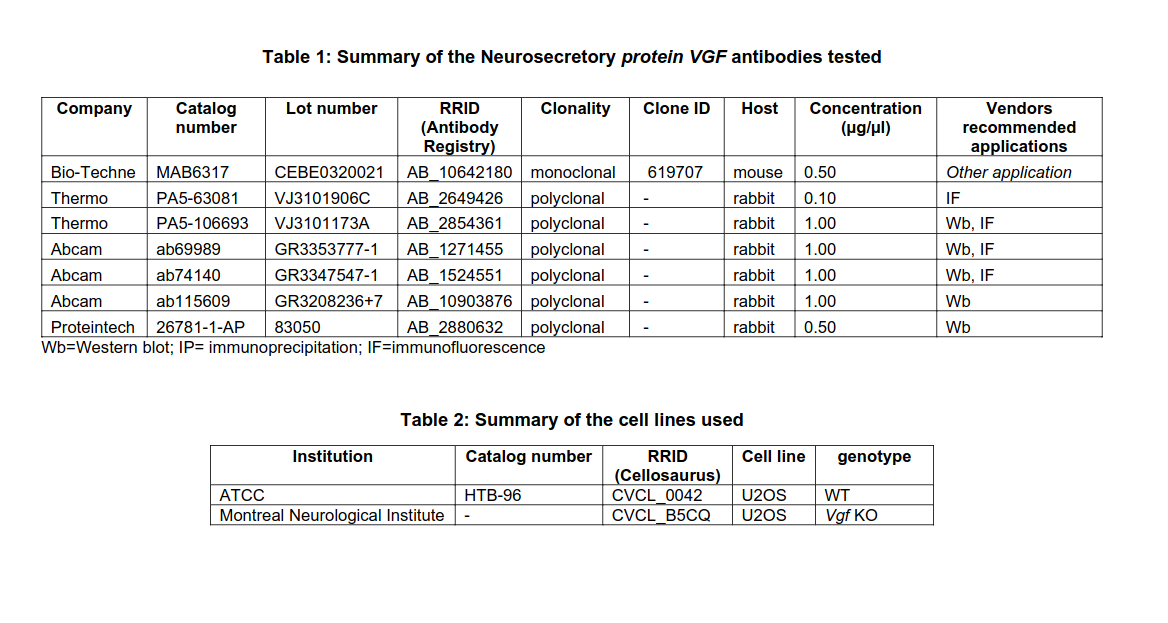 Table 1: Summary of the Neurosecretory protein VGF antibodies tested
Company Catalog number Lot number RRID (Antibody Registry) Clonality Clone ID Host Concentration (µg/µl) Vendors recommended applications
Bio-Techne MAB6317 CEBE0320021 AB_10642180 monoclonal 619707 mouse 0.50 Other application
Thermo PA5-63081 VJ3101906C AB_2649426 polyclonal - rabbit 0.10 IF
Thermo PA5-106693 VJ3101173A AB_2854361 polyclonal - rabbit 1.00 Wb, IF
Abcam ab69989 GR3353777-1 AB_1271455 polyclonal - rabbit 1.00 Wb, IF
Abcam ab74140 GR3347547-1 AB_1524551 polyclonal - rabbit 1.00 Wb, IF
Abcam ab115609 GR3208236+7 AB_10903876 polyclonal - rabbit 1.00 Wb
Proteintech 26781-1-AP 83050 AB_2880632 polyclonal - rabbit 0.50 Wb
Wb=Western blot; IP= immunoprecipitation; IF=immunofluorescence
Table 2: Summary of the cell lines used
Institution Catalog number RRID (Cellosaurus) Cell line genotype
ATCC HTB-96 CVCL_0042 U2OS WT
Montreal Neurological Institute - CVCL_B5CQ U2OS Vgf KO